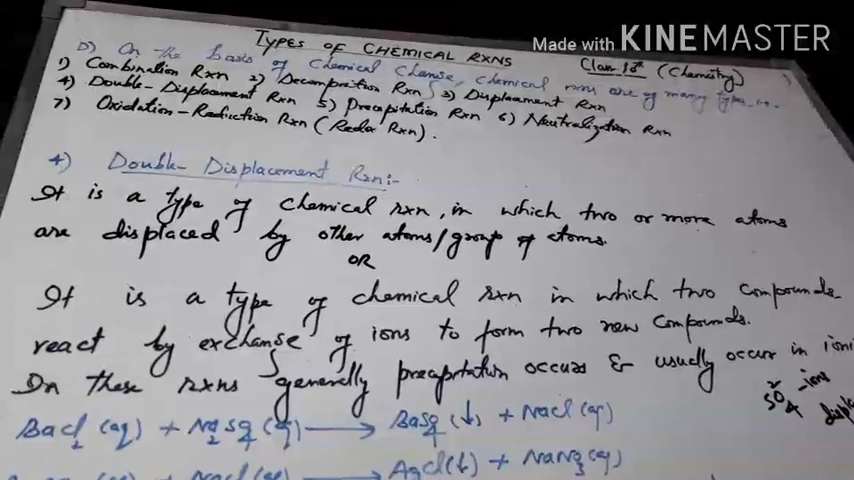 TYPES OF CHEMICAL RXNS
Made with KINEMASTER
Class 10th (Chemistry)
D) On the basis of chemical change, chemical rxns are of many types i.e.
1) Combination Rxn 2) Decomposition Rxn 3) Displacement Rxn
4) Double-Displacement Rxn 5) Precipitation Rxn 6) Neutralization Rxn
7) Oxidation-Reduction Rxn (Redox Rxn).
4) Double-Displacement Rxn:-
It is a type of chemical rxn, in which two or more atoms
are displaced by other atoms/group of atoms.
OR
It is a type of chemical rxn in which two compounds
react by exchange of ions to form two new compounds.
In these rxns generally precipitation occurs & usually occur in ioni
SO₄²⁻ ions
displa
BaCl₂ (aq) + Na₂SO₄ (aq) → BaSO₄ (↓) + NaCl (aq)
AgCl (↓) + NaNO₃ (aq)